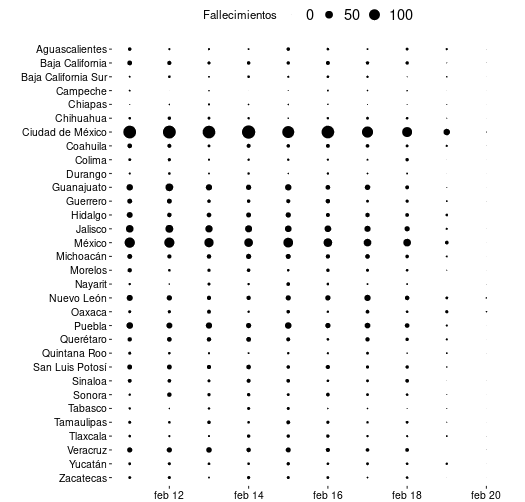 Fallecimientos 0 50 100
Aguascalientes
Baja California
Baja California Sur
Campeche
Chiapas
Chihuahua
Ciudad de México
Coahuila
Colima
Durango
Guanajuato
Guerrero
Hidalgo
Jalisco
México
Michoacán
Morelos
Nayarit
Nuevo León
Oaxaca
Puebla
Querétaro
Quintana Roo
San Luis Potosí
Sinaloa
Sonora
Tabasco
Tamaulipas
Tlaxcala
Veracruz
Yucatán
Zacatecas
feb 12 feb 14 feb 16 feb 18 feb 20